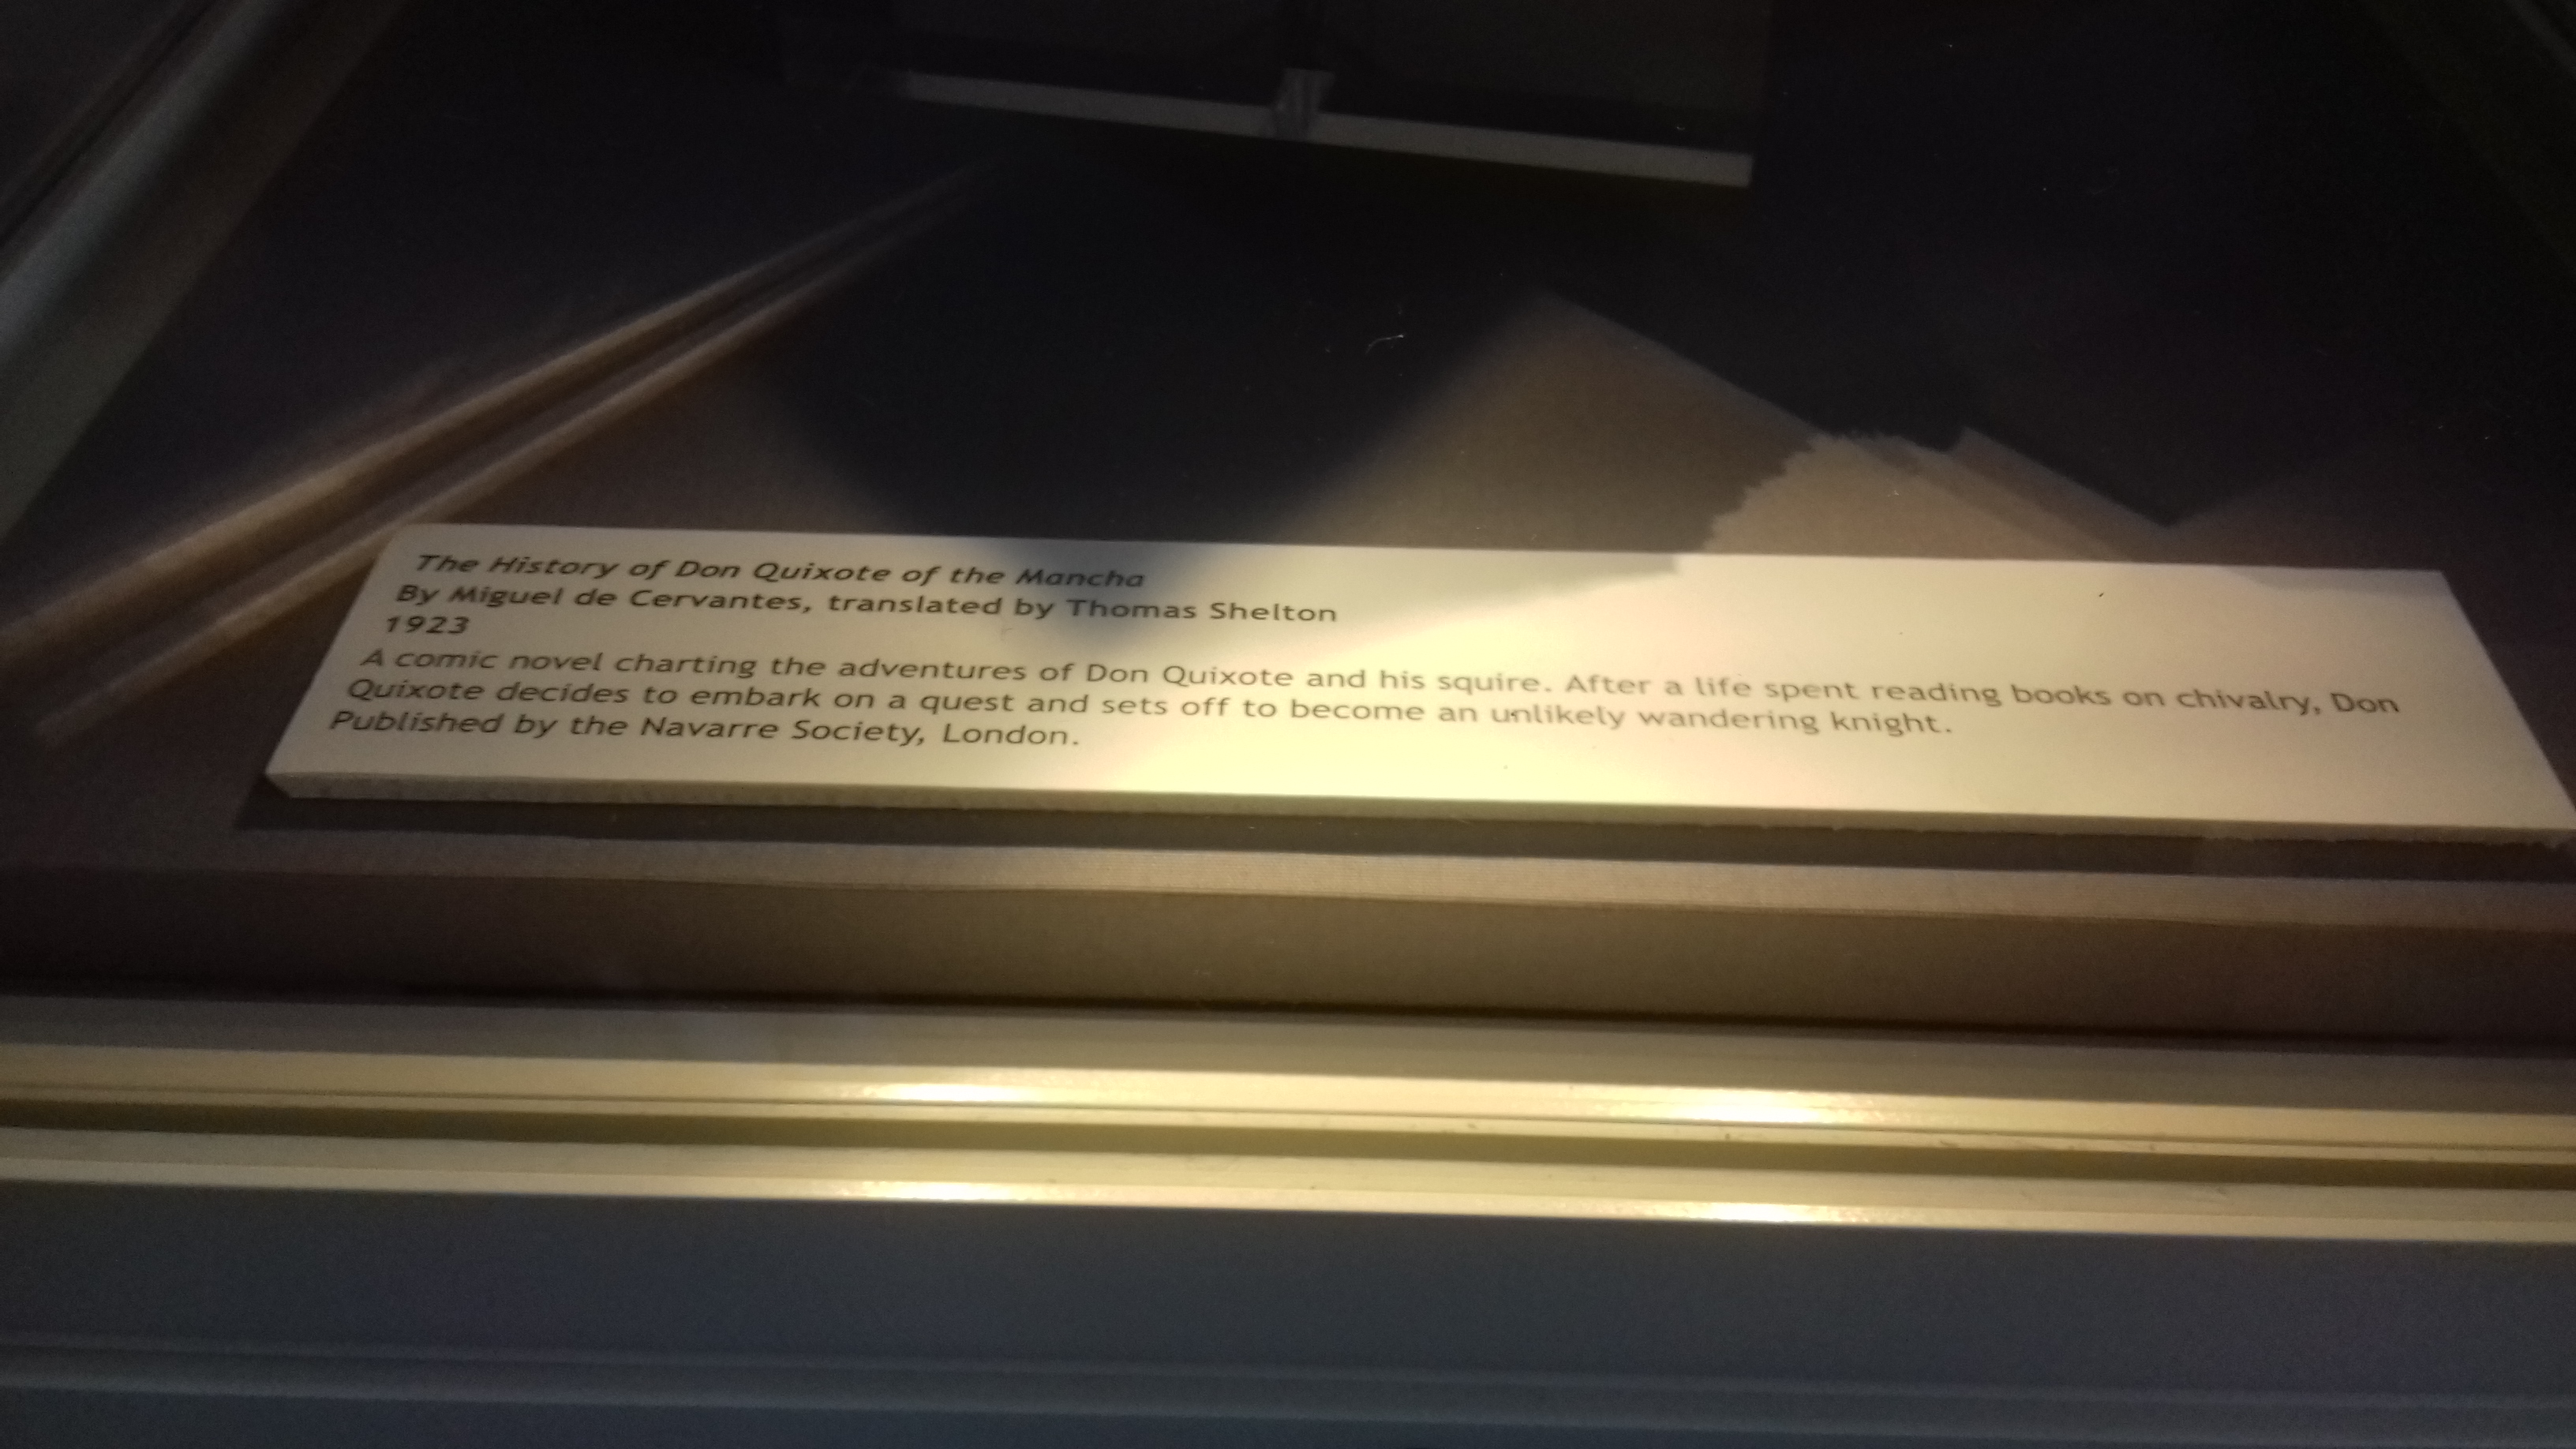 The History of Don Quixote of the Mancha
By Miguel de Cervantes, translated by Thomas Shelton
1923
A comic novel charting the adventures of Don Quixote and his squire. After a life spent reading books on chivalry, Don
Quixote decides to embark on a quest and sets off to become an unlikely wandering knight.
Published by the Navarre Society, London.